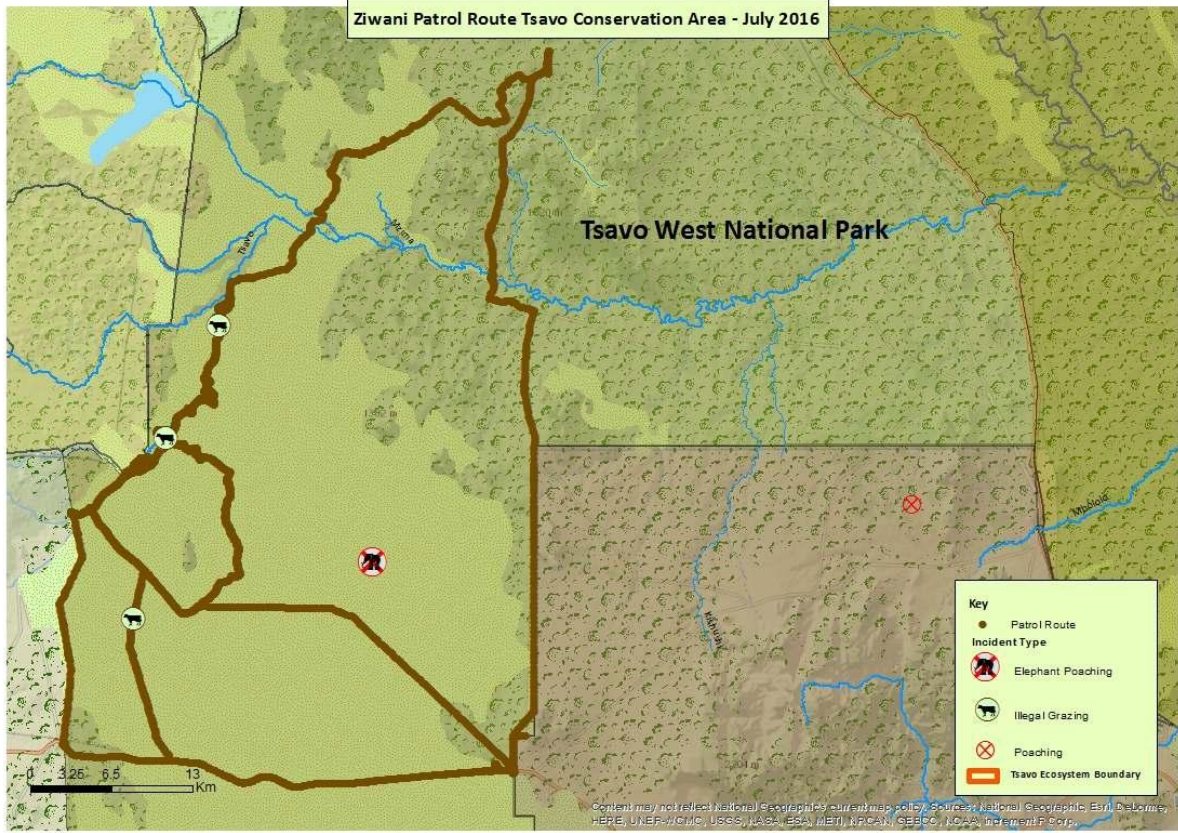 Ziwani Patrol Route Tsavo Conservation Area - July 2016
Tsavo West National Park
Mzima
Tsavo
Mbololo
Key
Patrol Route
Incident Type
Elephant Poaching
Illegal Grazing
Poaching
Tsavo Ecosystem Boundary
0 3.25 6.5 13
Km
Content may not reflect National Geographic's current map policy. Sources: National Geographic, Esri, DeLorme,
HERE, UNEP-WCMC, USGS, NASA, ESA, METI, NRCAN, GEBCO, NOAA, increment P Corp.